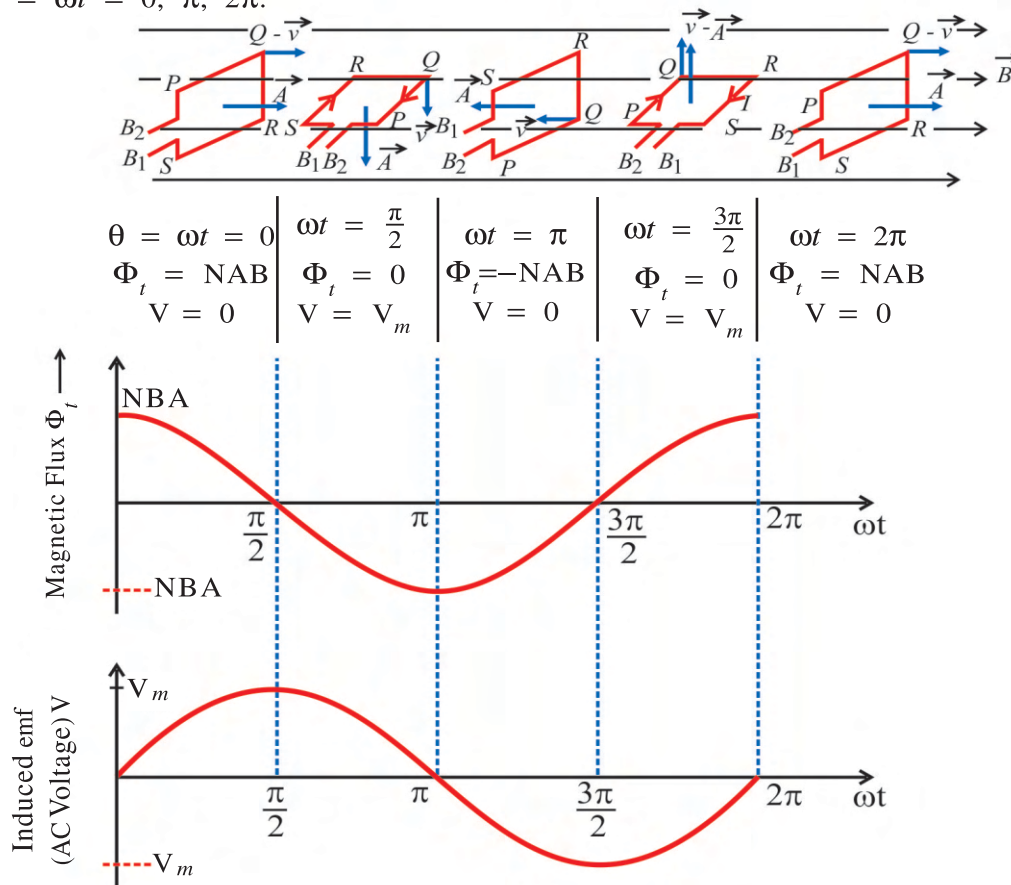 = ωt = 0, π, 2π.
Q - v⃗ v⃗ -A⃗ Q - v⃗
R Q R Q R
P A⃗ S A⃗ P I P A⃗ B⃗
B₂ R S P v⃗ B₁ v⃗ Q S B₂ R
B₁ S B₁ B₂ A⃗ B₂ P B₂ B₁ B₁ S
θ = ωt = 0
Φₜ = NAB
V = 0
ωt = π/2
Φₜ = 0
V = Vₘ
ωt = π
Φₜ=−NAB
V = 0
ωt = 3π/2
Φₜ = 0
V = Vₘ
ωt = 2π
Φₜ = NAB
V = 0
Magnetic Flux Φₜ
NBA
π/2 π 3π/2 2π ωt
NBA
Induced emf
(AC Voltage) V
Vₘ
π/2 π 3π/2 2π ωt
Vₘ